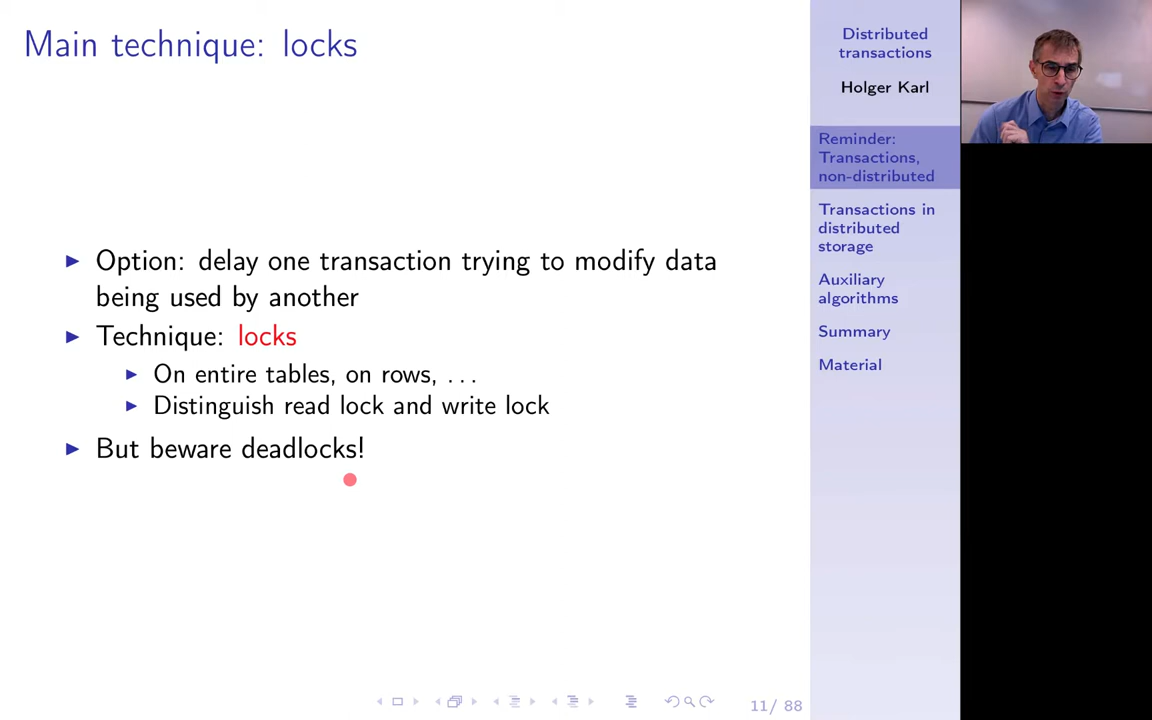 Main technique: locks
Option: delay one transaction trying to modify data
being used by another
Technique: locks
On entire tables, on rows, ...
Distinguish read lock and write lock
But beware deadlocks!
11/ 88
Distributed
transactions
Holger Karl
Reminder:
Transactions,
non-distributed
Transactions in
distributed
storage
Auxiliary
algorithms
Summary
Material